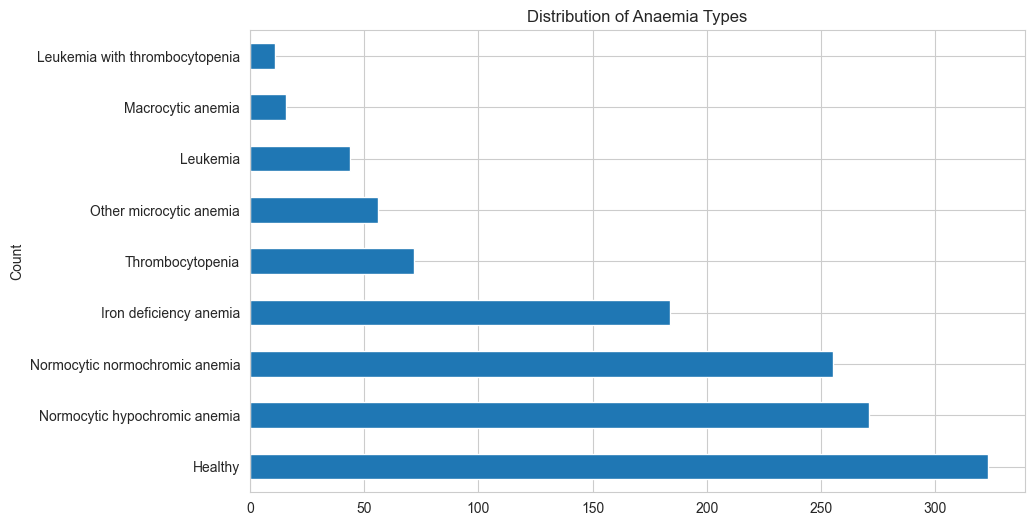 Distribution of Anaemia Types
Leukemia with thrombocytopenia
Macrocytic anemia
Leukemia
Other microcytic anemia
Thrombocytopenia
Iron deficiency anemia
Normocytic normochromic anemia
Normocytic hypochromic anemia
Healthy
Count
0 50 100 150 200 250 300